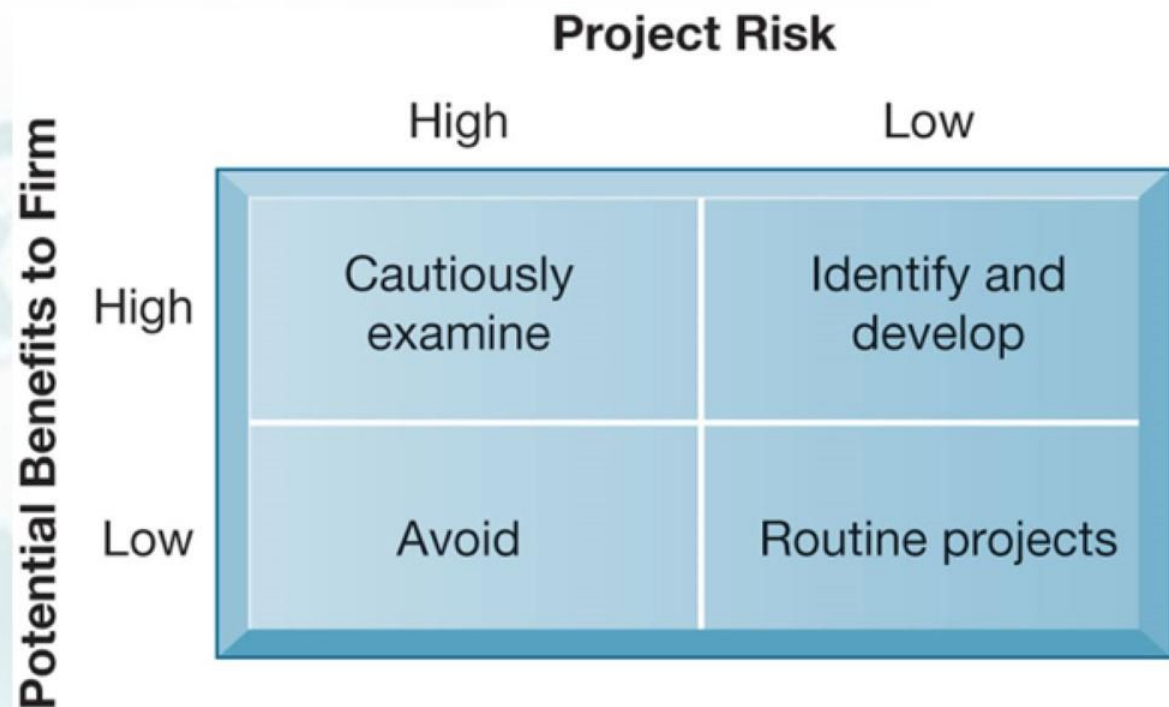 Project Risk
High Low
Potential Benefits to Firm
High
Cautiously
examine
Identify and
develop
Low
Avoid
Routine projects